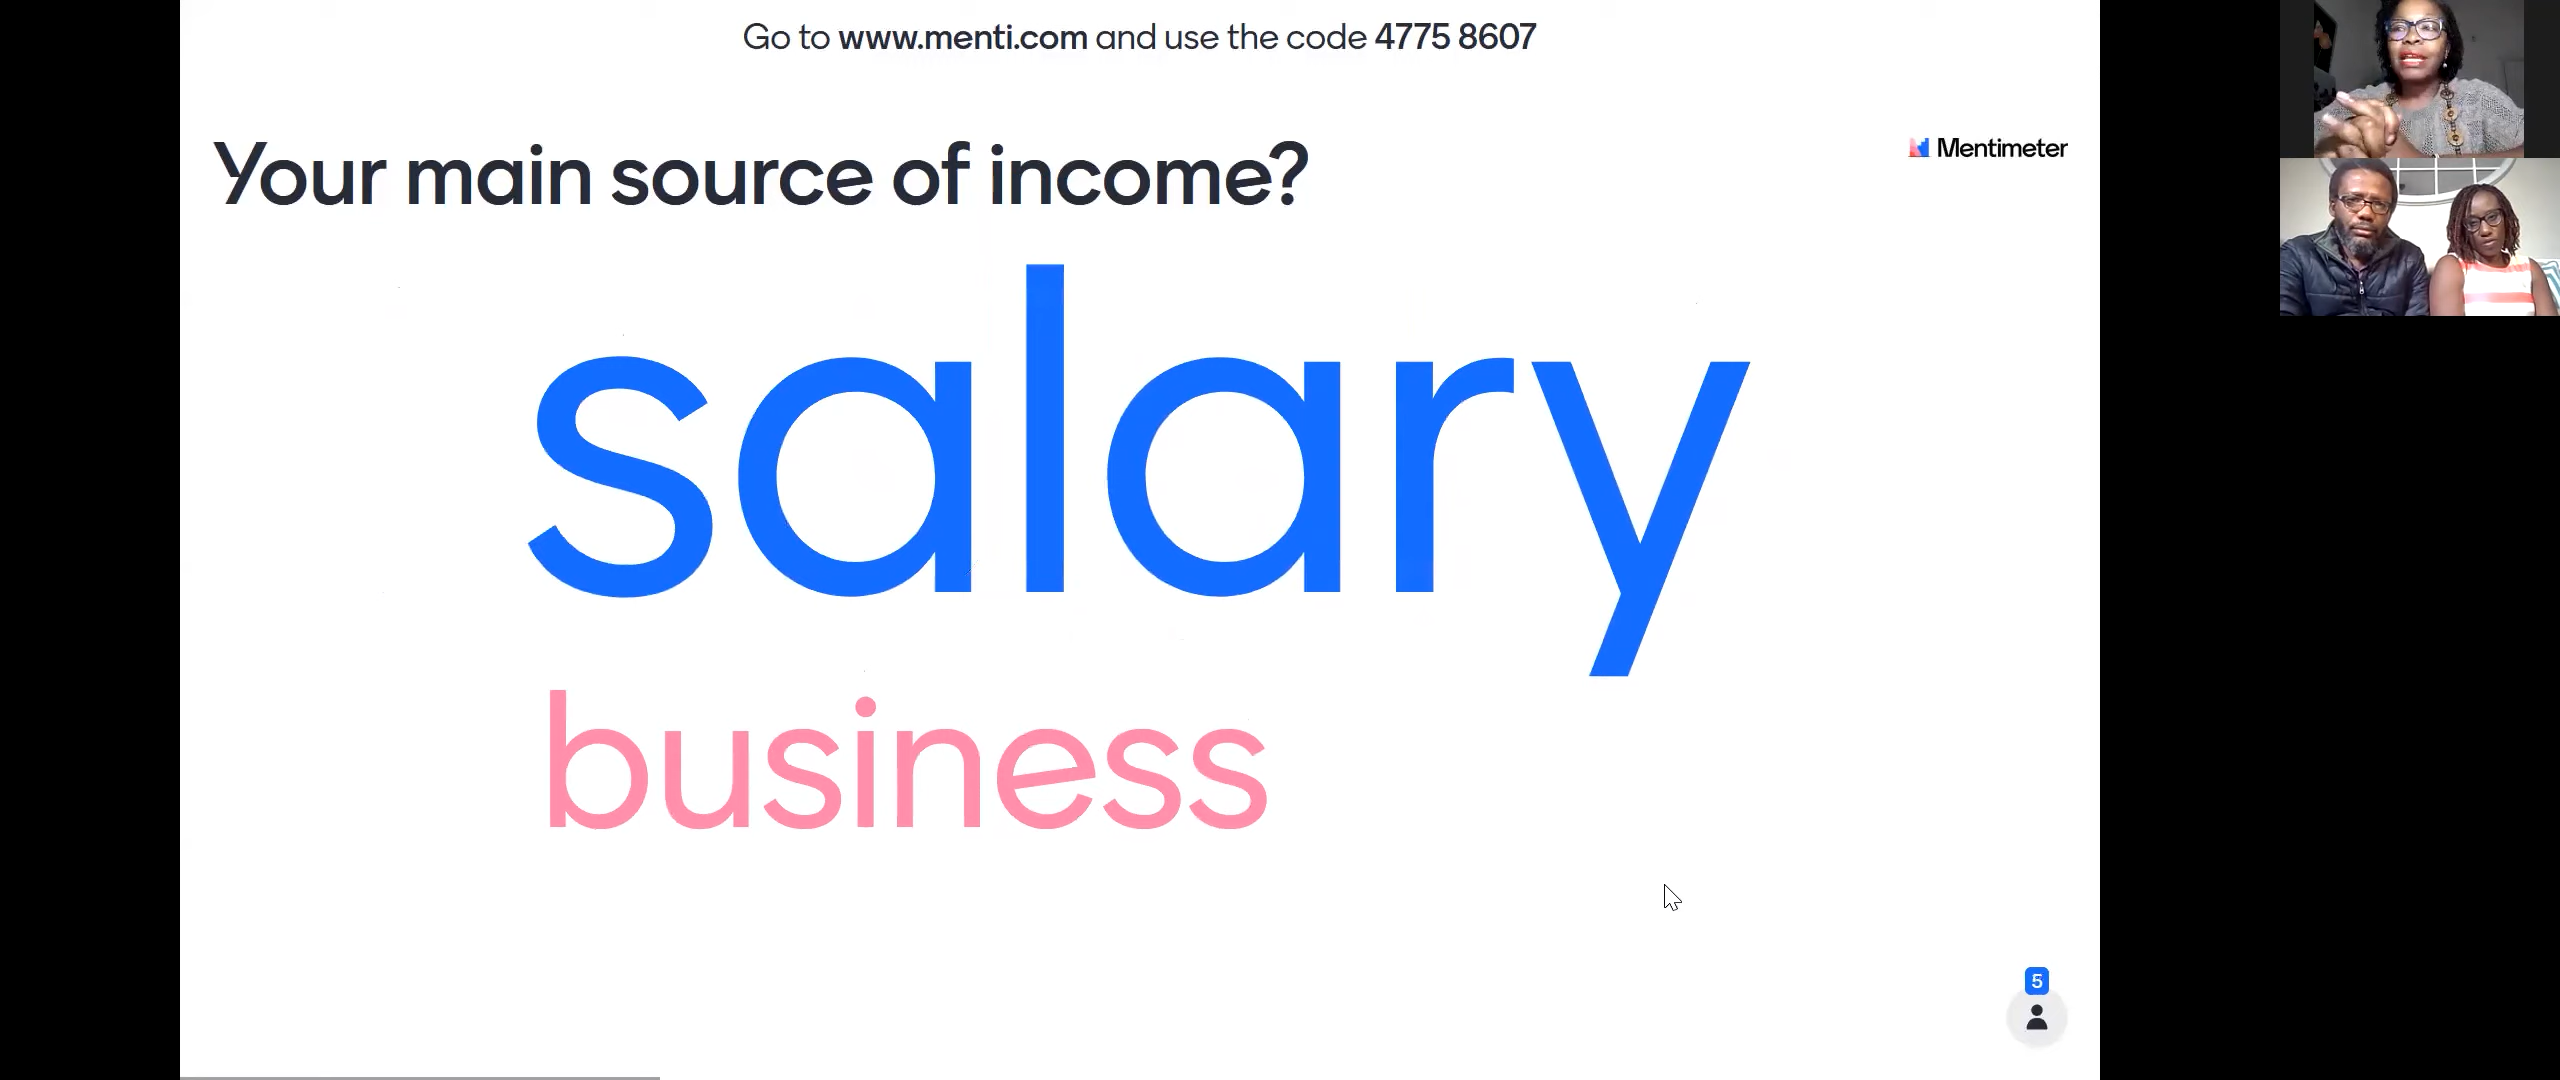 Go to www.menti.com and use the code 4775 8607
Your main source of income?
Mentimeter
salary
business
5